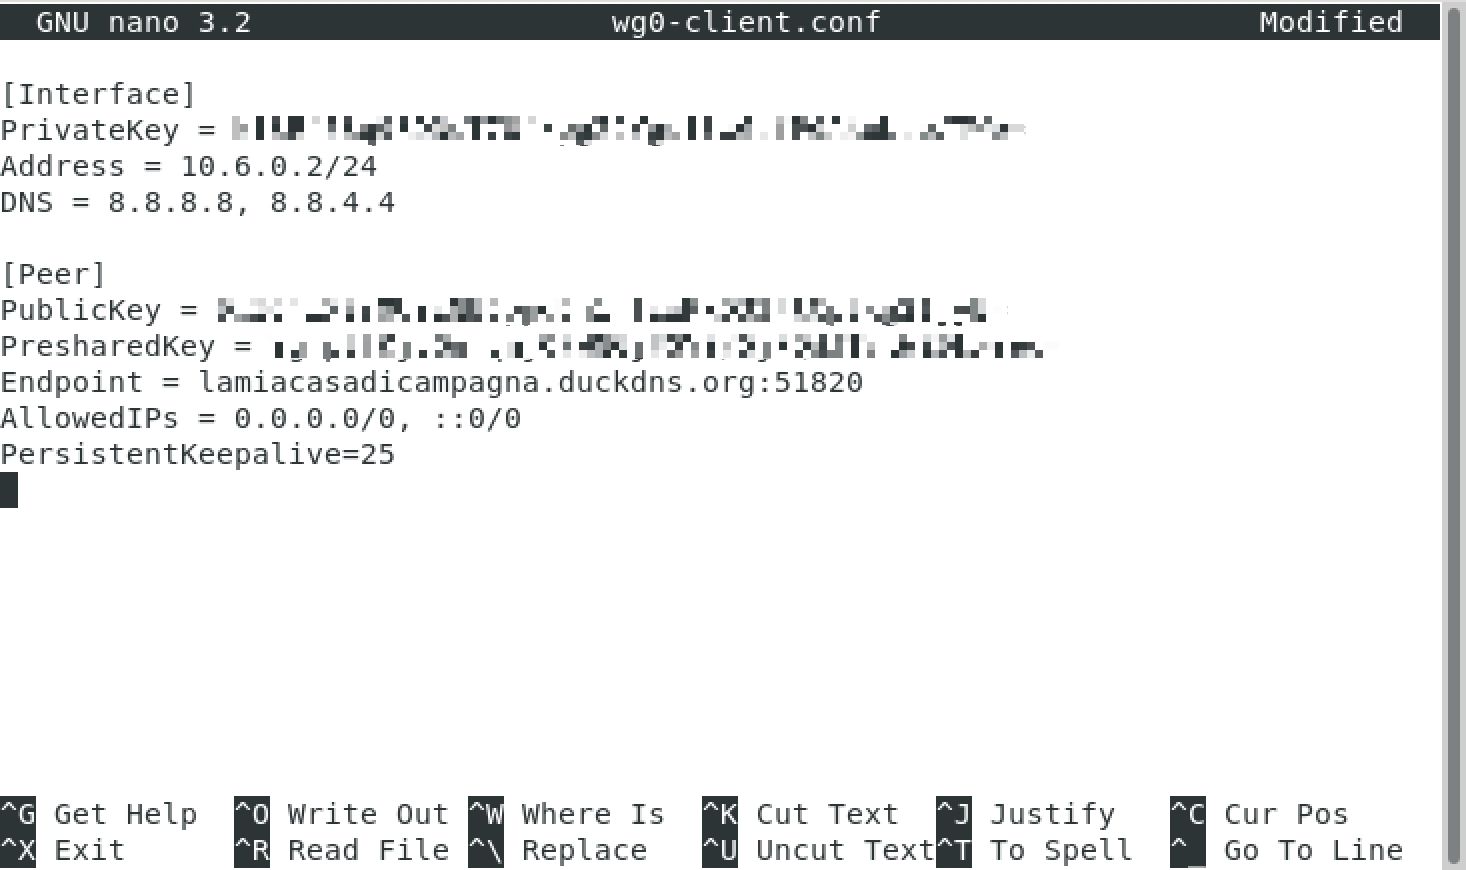 GNU nano 3.2 wg0-client.conf Modified
[Interface]
PrivateKey =
Address = 10.6.0.2/24
DNS = 8.8.8.8, 8.8.4.4
[Peer]
PublicKey =
PresharedKey =
Endpoint = lamiacasadicampagna.duckdns.org:51820
AllowedIPs = 0.0.0.0/0, ::0/0
PersistentKeepalive=25
^G Get Help ^O Write Out ^W Where Is ^K Cut Text ^J Justify ^C Cur Pos
^X Exit ^R Read File ^\ Replace ^U Uncut Text ^T To Spell ^_ Go To Line